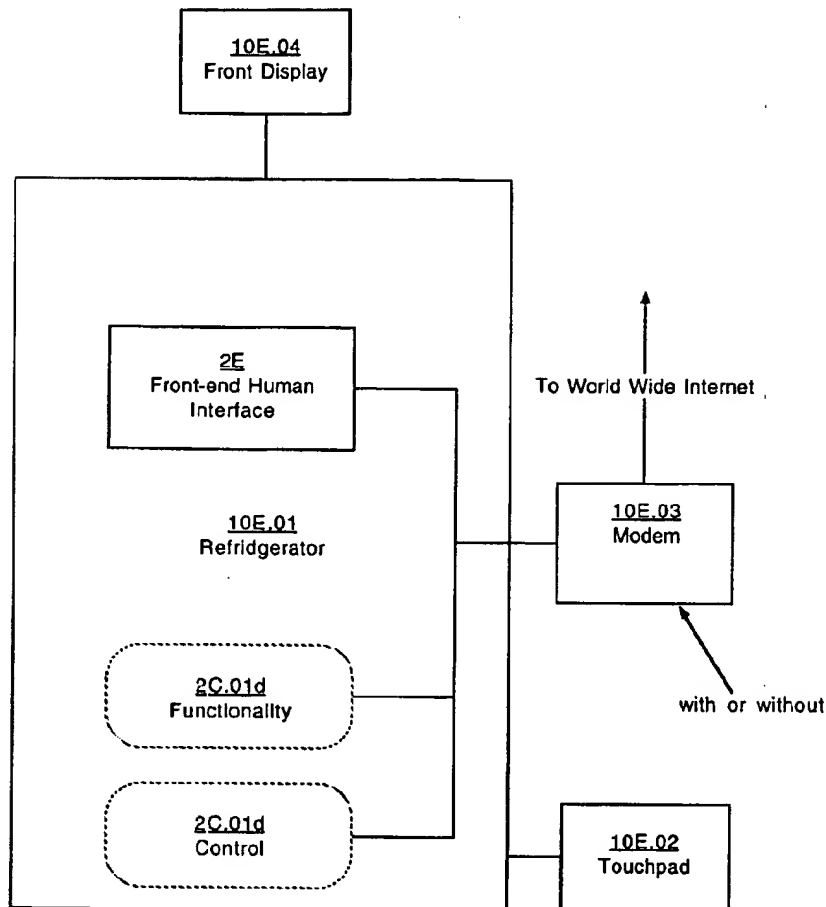 10E.04
Front Display
2E
Front-end Human
Interface
To World Wide Internet
10E.01
Refridgerator
10E.03
Modem
2C.01d
Functionality
with or without
2C.01d
Control
10E.02
Touchpad